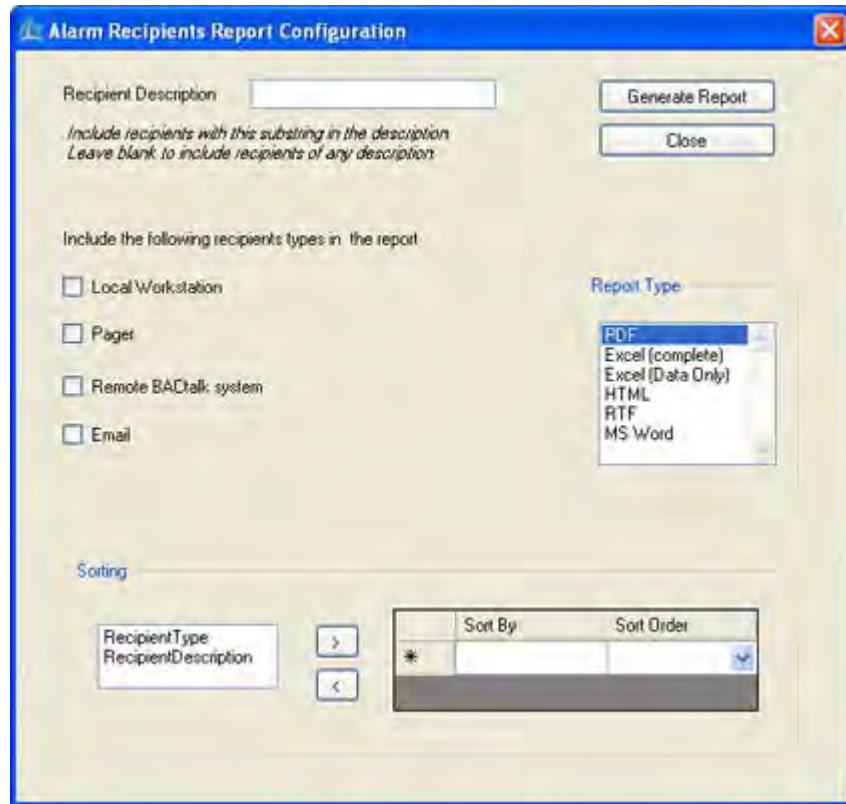 Alarm Recipients Report Configuration
Recipient Description
Generate Report
Include recipients with this substring in the description
Leave blank to include recipients of any description
Close
Include the following recipients types in the report
Local Workstation
Report Type
Pager
PDF
Excel (complete)
Excel (Data Only)
HTML
RTF
MS Word
Remote BACtalk system
Email
Sorting
RecipientType
RecipientDescription
>
<
Sort By Sort Order
*